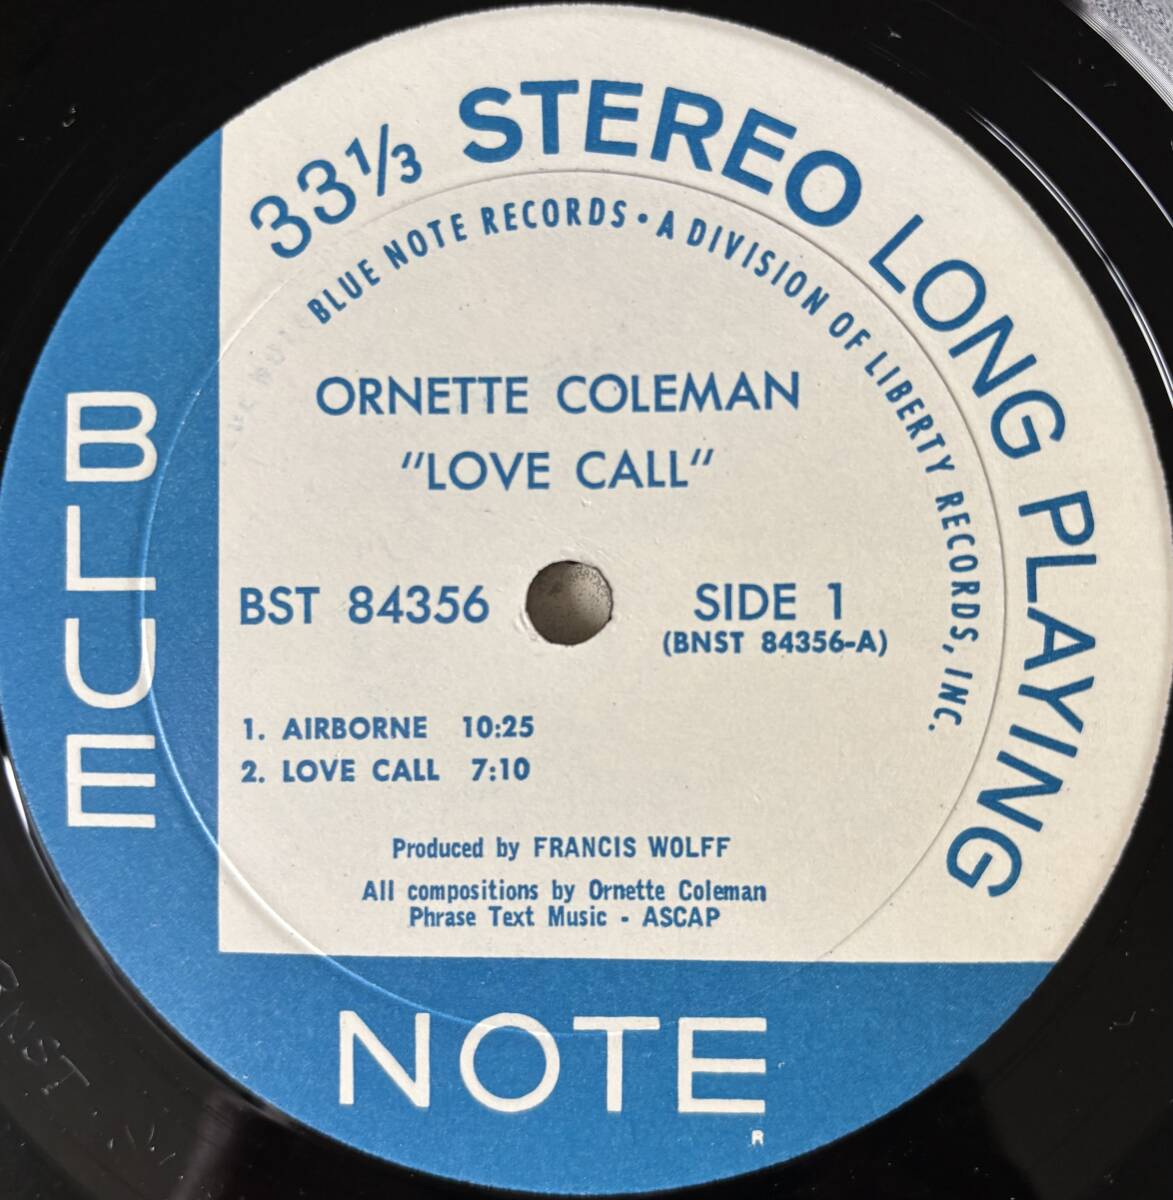 33⅓ STEREO LONG PLAYING
BLUE NOTE RECORDS • A DIVISION OF LIBERTY RECORDS, INC.
ORNETTE COLEMAN
"LOVE CALL"
BST 84356
SIDE 1
(BNST 84356-A)
1. AIRBORNE 10:25
2. LOVE CALL 7:10
Produced by FRANCIS WOLFF
All compositions by Ornette Coleman
Phrase Text Music - ASCAP
BLUE
NOTE
R
BNST